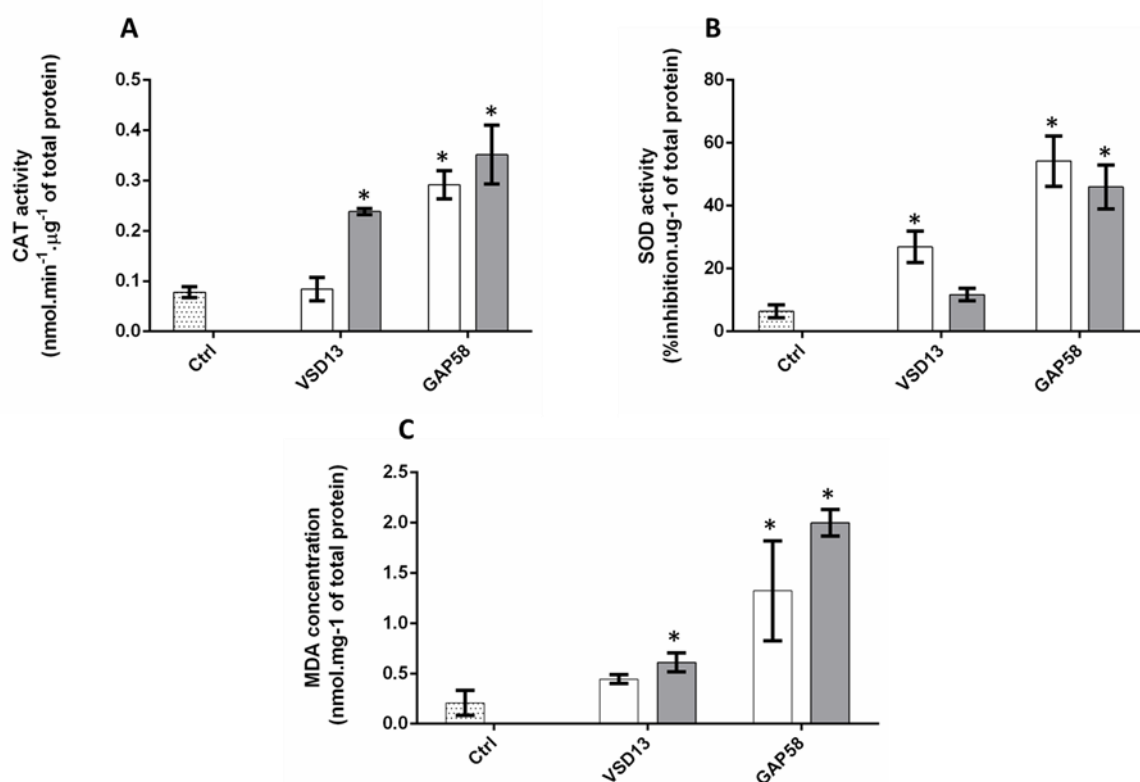 A
CAT activity
(nmol.min-1.µg-1 of total protein)
0.5
0.4
0.3
0.2
0.1
0.0
*
*
*
Ctrl
VSD13
GAP58
B
SOD activity
(%inhibition.ug-1 of total protein)
80
60
40
20
0
*
*
*
Ctrl
VSD13
GAP58
C
MDA concentration
(nmol.mg-1 of total protein)
2.5
2.0
1.5
1.0
0.5
0.0
*
*
*
Ctrl
VSD13
GAP58